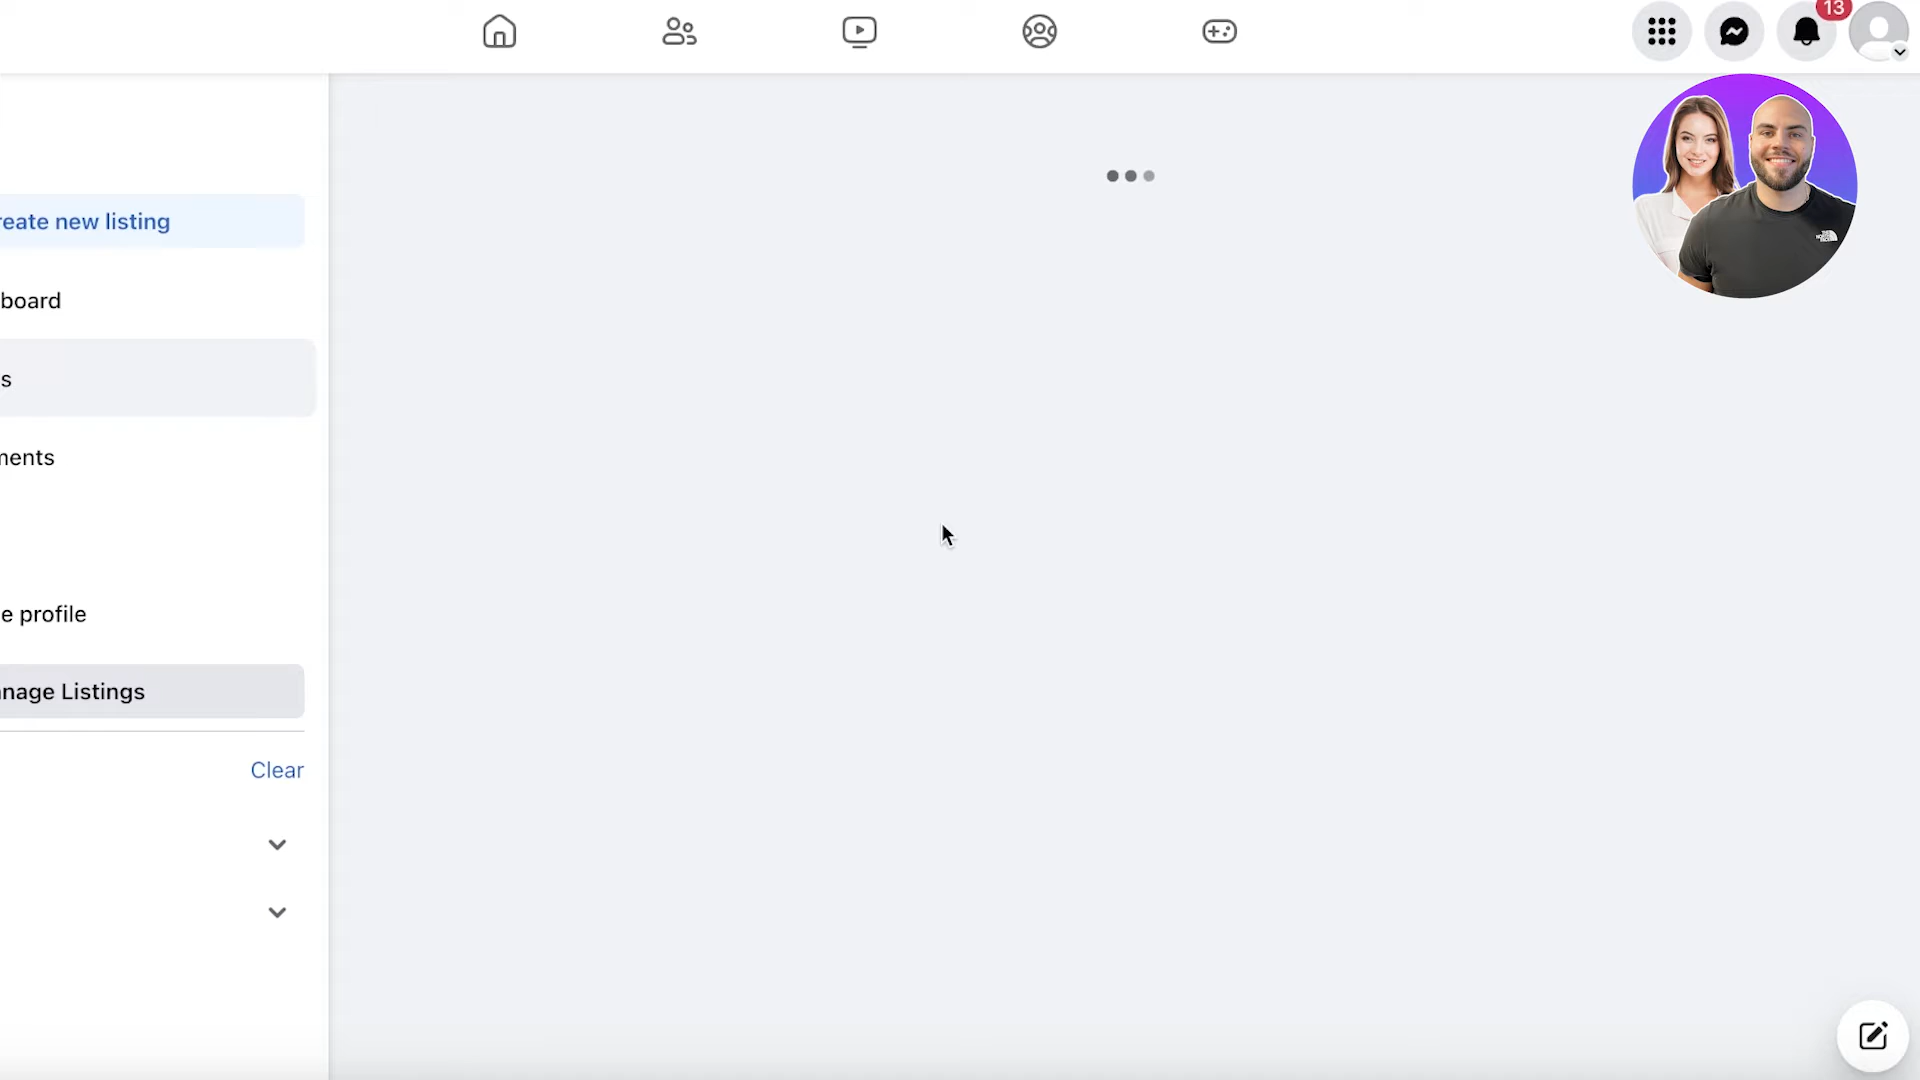 13
reate new listing
board
s
nents
e profile
nage Listings
Clear